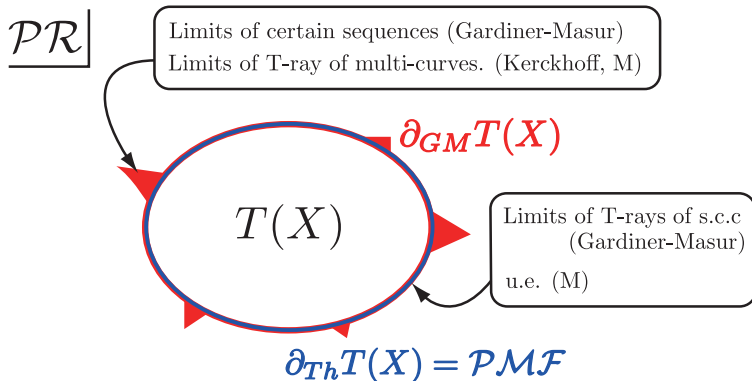 𝒫ℛ
Limits of certain sequences (Gardiner-Masur)
Limits of T-ray of multi-curves. (Kerckhoff, M)
∂_{GM}T(X)
T(X)
Limits of T-rays of s.c.c
(Gardiner-Masur)
u.e. (M)
∂_{Th}T(X) = 𝒫ℳℱ